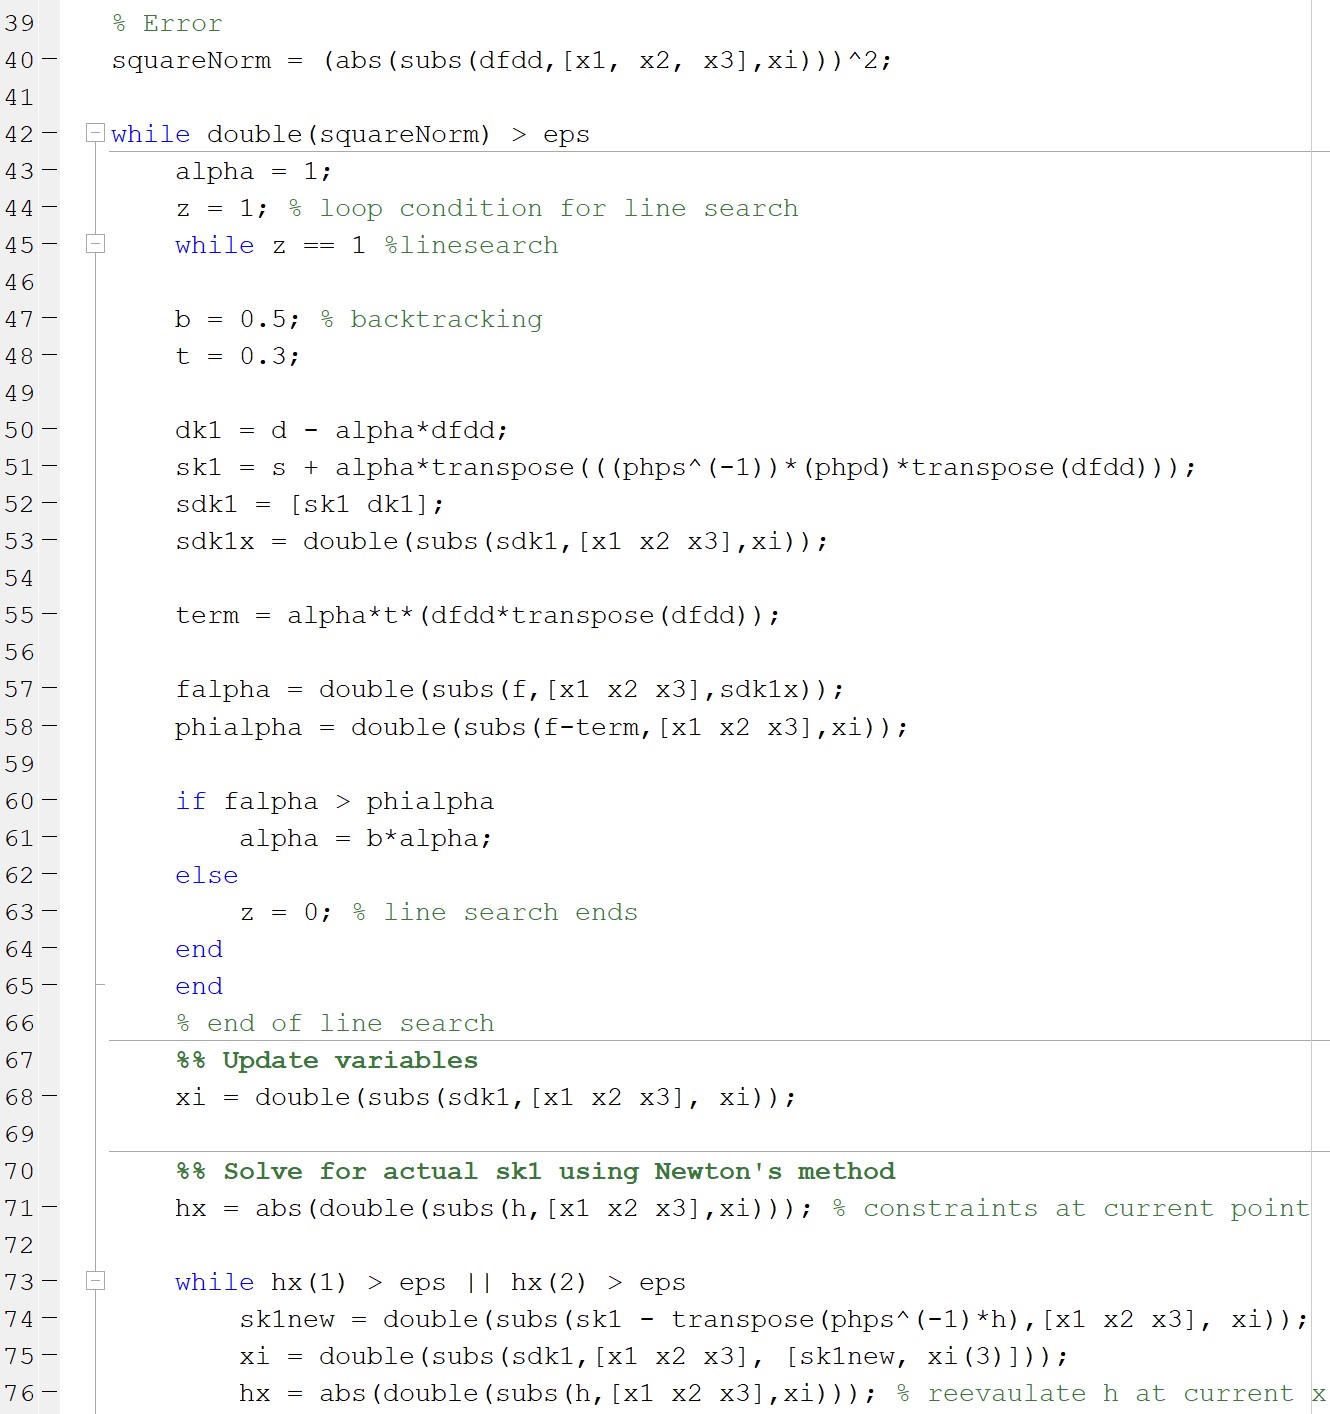 39 % Error
40 squareNorm = (abs(subs(dfdd,[x1, x2, x3],xi)))^2;
41
42 while double(squareNorm) > eps
43 alpha = 1;
44 z = 1; % loop condition for line search
45 while z == 1 %linesearch
46
47 b = 0.5; % backtracking
48 t = 0.3;
49
50 dk1 = d - alpha*dfdd;
51 sk1 = s + alpha*transpose(((phps^(-1))*(phpd)*transpose(dfdd)));
52 sdk1 = [sk1 dk1];
53 sdk1x = double(subs(sdk1,[x1 x2 x3],xi));
54
55 term = alpha*t*(dfdd*transpose(dfdd));
56
57 falpha = double(subs(f,[x1 x2 x3],sdk1x));
58 phialpha = double(subs(f-term,[x1 x2 x3],xi));
59
60 if falpha > phialpha
61 alpha = b*alpha;
62 else
63 z = 0; % line search ends
64 end
65 end
66 % end of line search
67 %% Update variables
68 xi = double(subs(sdk1,[x1 x2 x3], xi));
69
70 %% Solve for actual sk1 using Newton's method
71 hx = abs(double(subs(h,[x1 x2 x3],xi))); % constraints at current point
72
73 while hx(1) > eps || hx(2) > eps
74 sk1new = double(subs(sk1 - transpose(phps^(-1)*h),[x1 x2 x3], xi));
75 xi = double(subs(sdk1,[x1 x2 x3], [sk1new, xi(3)]));
76 hx = abs(double(subs(h,[x1 x2 x3],xi))); % reevaulate h at current x